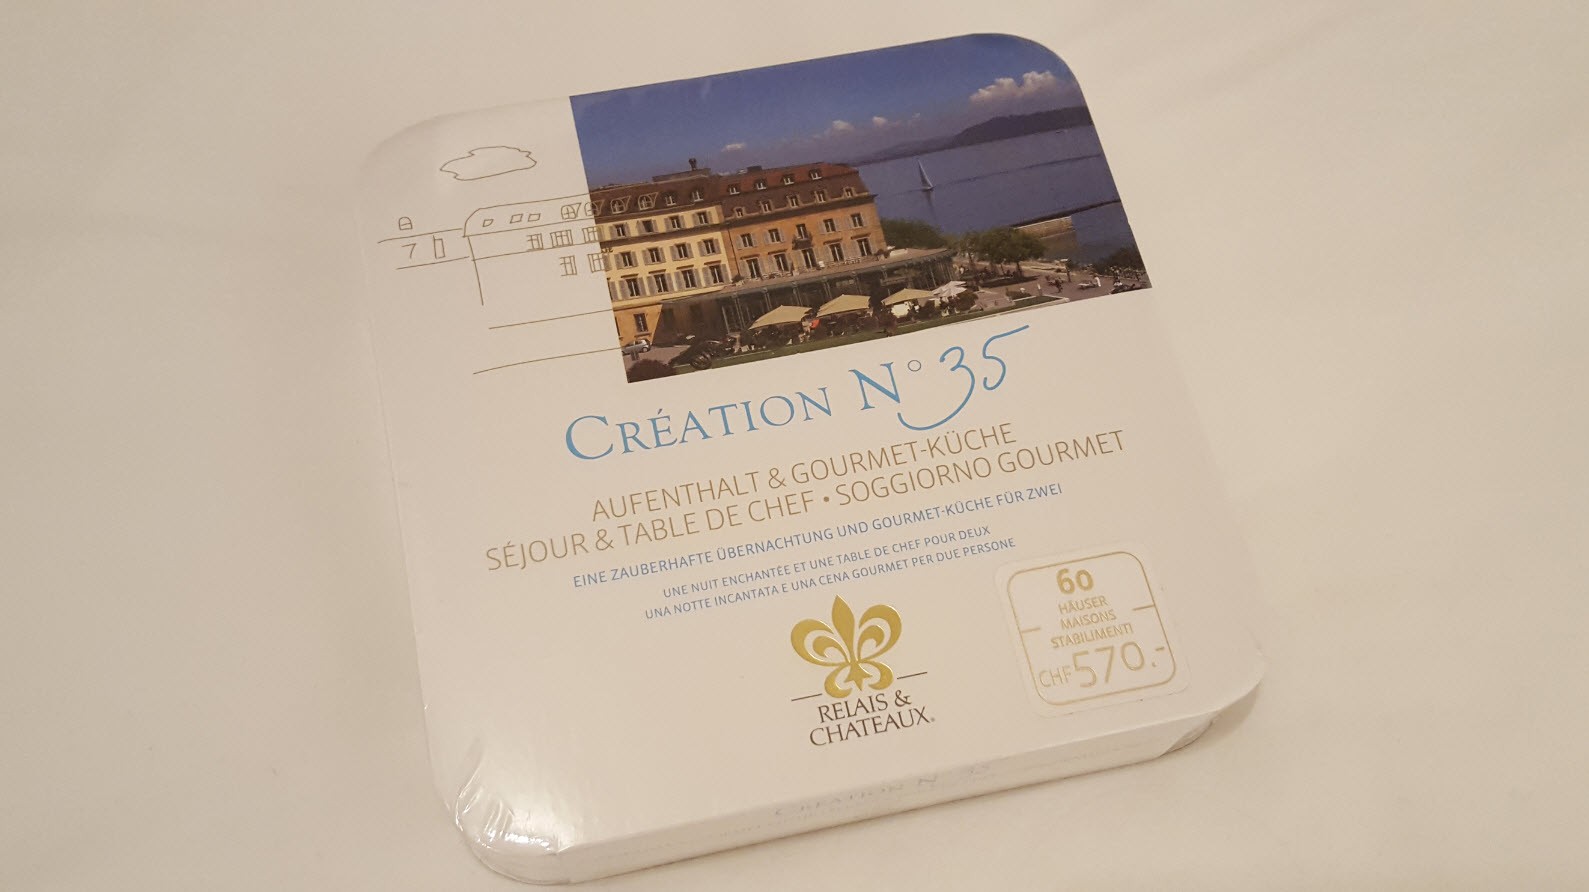 CRÉATION N° 35
AUFENTHALT & GOURMET-KÜCHE
SÉJOUR & TABLE DE CHEF • SOGGIORNO GOURMET
EINE ZAUBERHAFTE ÜBERNACHTUNG UND GOURMET-KÜCHE FÜR ZWEI
UNE NUIT ENCHANTÉE ET UNE TABLE DE CHEF POUR DEUX
UNA NOTTE INCANTATA E UNA CENA GOURMET PER DUE PERSONE
60
HÄUSER
MAISONS
STABILIMENTI
CHF 570.-
RELAIS &
CHATEAUX®
CRÉATION N° 35